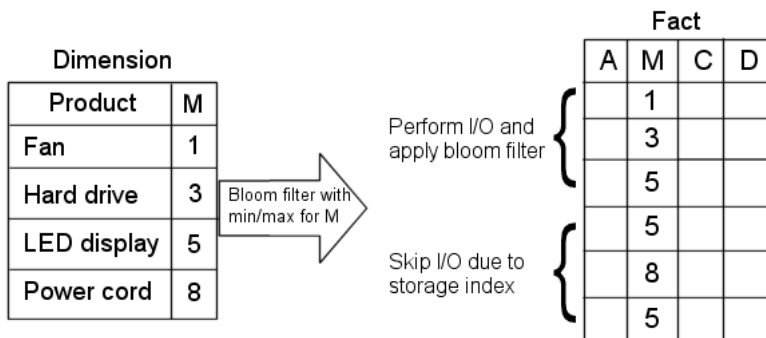 Dimension
Product M
Fan 1
Hard drive 3
LED display 5
Power cord 8
Bloom filter with
min/max for M
Perform I/O and
apply bloom filter
Skip I/O due to
storage index
Fact
A M C D
1
3
5
5
8
5